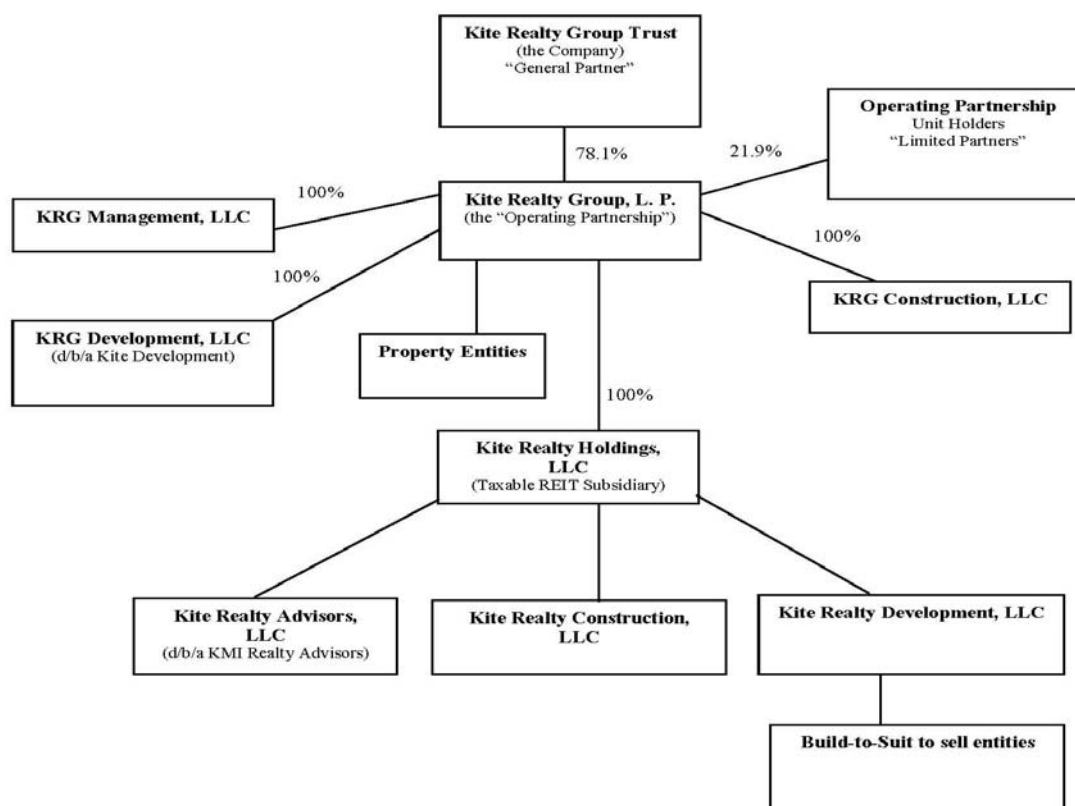 Kite Realty Group Trust
(the Company)
“General Partner”
Operating Partnership
Unit Holders
“Limited Partners”
78.1%
21.9%
100%
Kite Realty Group, L. P.
(the “Operating Partnership”)
KRG Management, LLC
100%
100%
KRG Construction, LLC
KRG Development, LLC
(d/b/a Kite Development)
Property Entities
100%
Kite Realty Holdings,
LLC
(Taxable REIT Subsidiary)
Kite Realty Advisors,
LLC
(d/b/a KMI Realty Advisors)
Kite Realty Construction,
LLC
Kite Realty Development, LLC
Build-to-Suit to sell entities